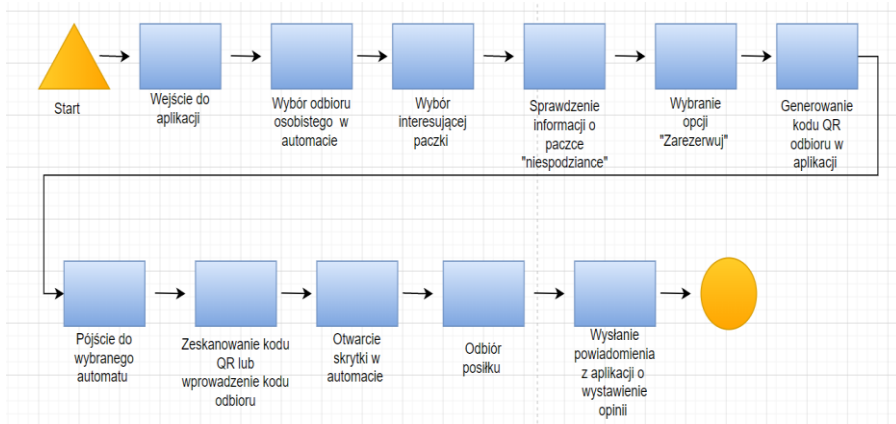 Start
Wejście do
aplikacji
Wybór odbioru
osobistego w
automacie
Wybór
interesującej
paczki
Sprawdzenie
informacji o
paczce
"niespodziance"
Wybranie
opcji
"Zarezerwuj"
Generowanie
kodu QR
odbioru w
aplikacji
Pójście do
wybranego
automatu
Zeskanowanie kodu
QR lub
wprowadzenie kodu
odbioru
Otwarcie
skrytki w
automacie
Odbiór
posiłku
Wysłanie
powiadomienia
z aplikacji o
wystawienie
opinii